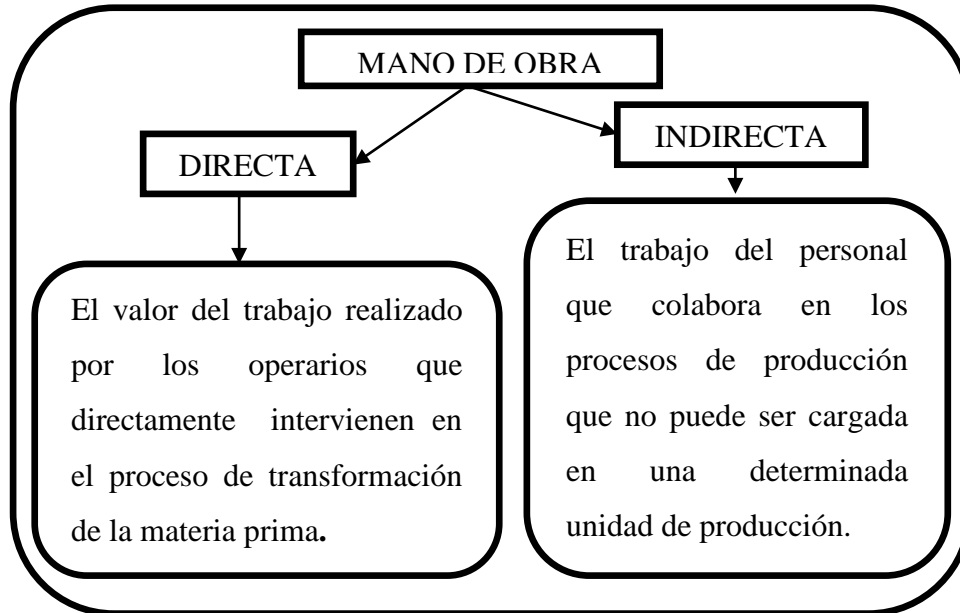 MANO DE OBRA
DIRECTA
INDIRECTA
El valor del trabajo realizado
por los operarios que
directamente intervienen en
el proceso de transformación
de la materia prima.
El trabajo del personal
que colabora en los
procesos de producción
que no puede ser cargada
en una determinada
unidad de producción.